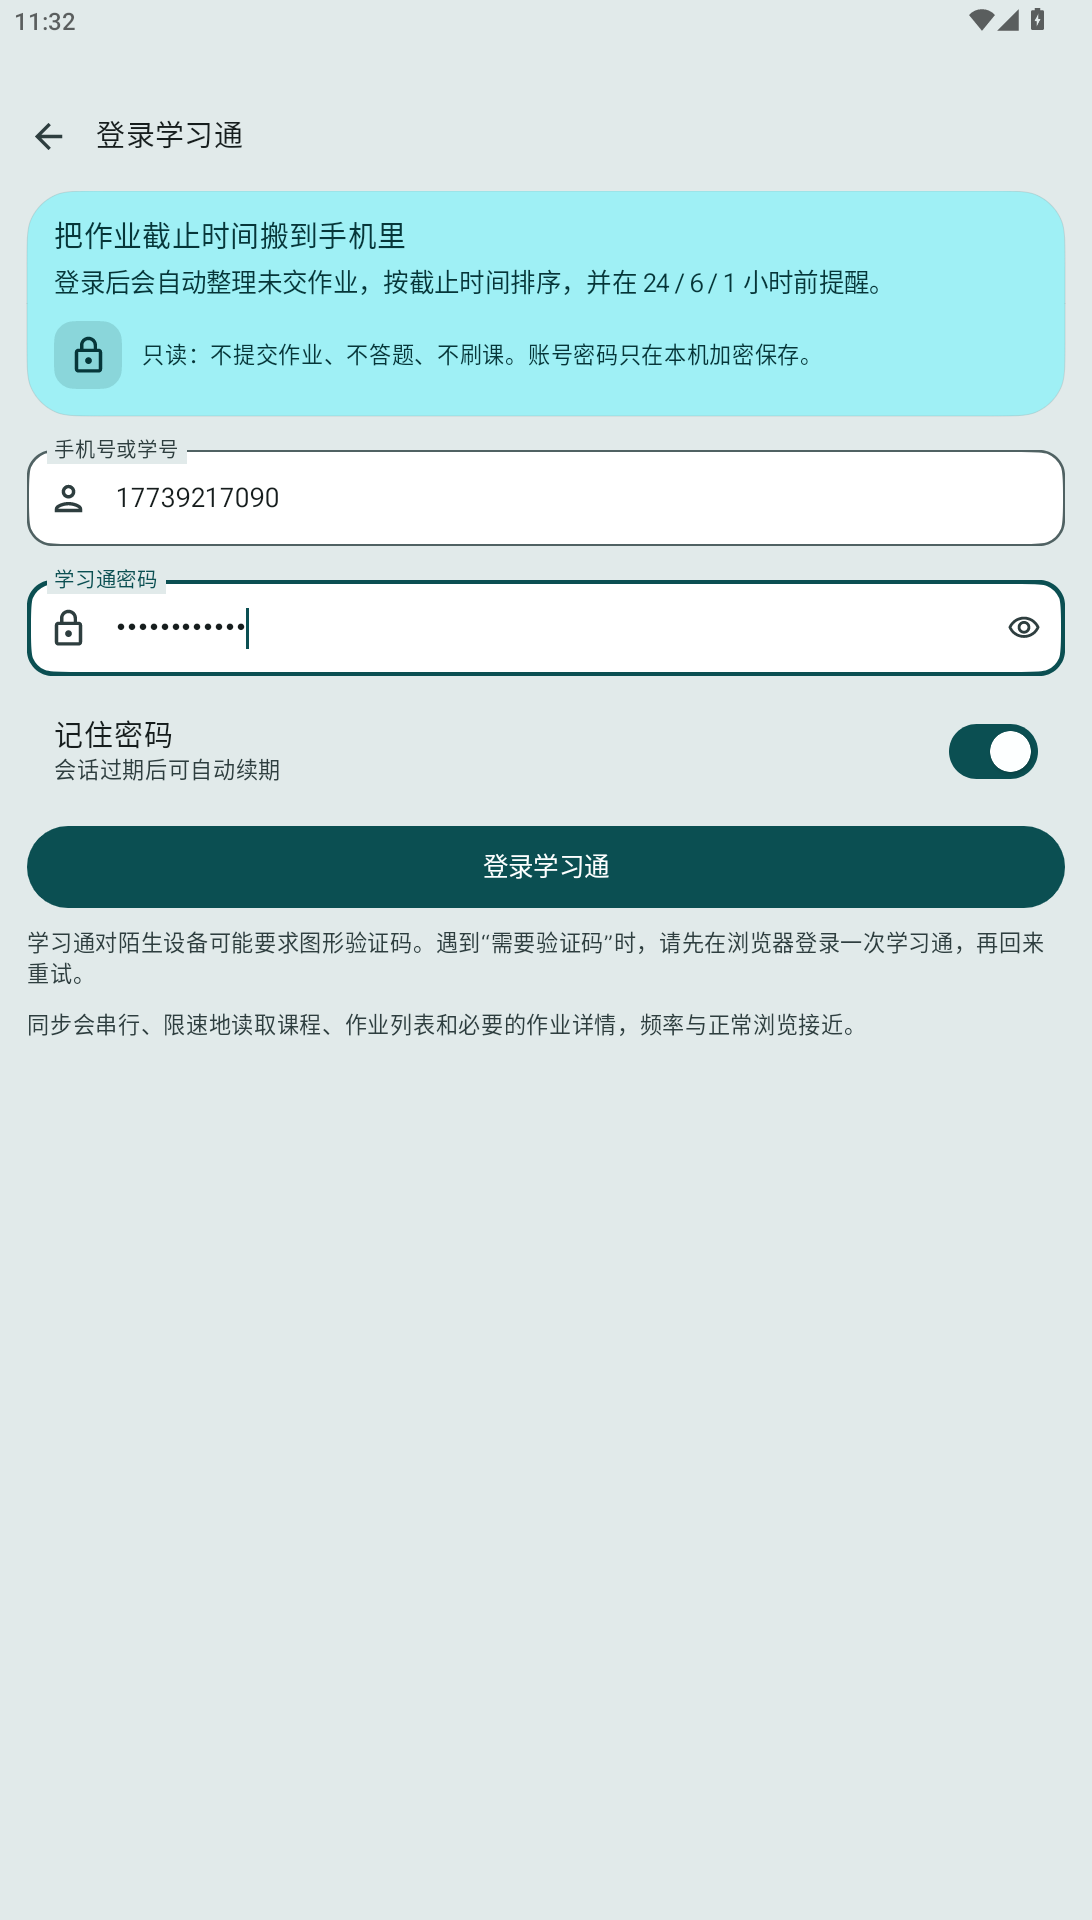 11:32
登录学习通
把作业截止时间搬到手机里
登录后会自动整理未交作业，按截止时间排序，并在 24 / 6 / 1 小时前提醒。
只读：不提交作业、不答题、不刷课。账号密码只在本机加密保存。
手机号或学号
17739217090
学习通密码
••••••••••••
记住密码
会话过期后可自动续期
登录学习通
学习通对陌生设备可能要求图形验证码。遇到“需要验证码”时，请先在浏览器登录一次学习通，再回来
重试。
同步会串行、限速地读取课程、作业列表和必要的作业详情，频率与正常浏览接近。